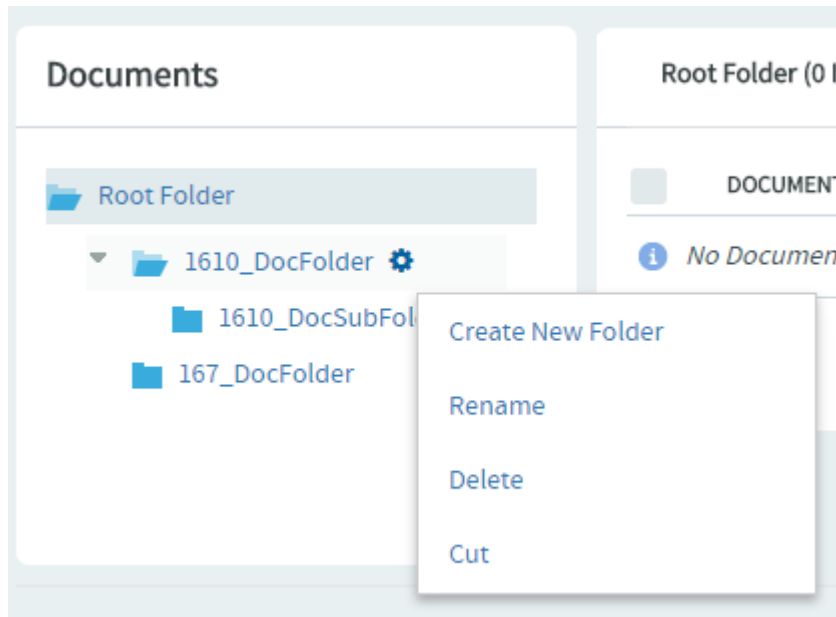 Documents
Root Folder
1610_DocFolder
1610_DocSubFol
167_DocFolder
Root Folder (0
DOCUMENT
No Documen
Create New Folder
Rename
Delete
Cut